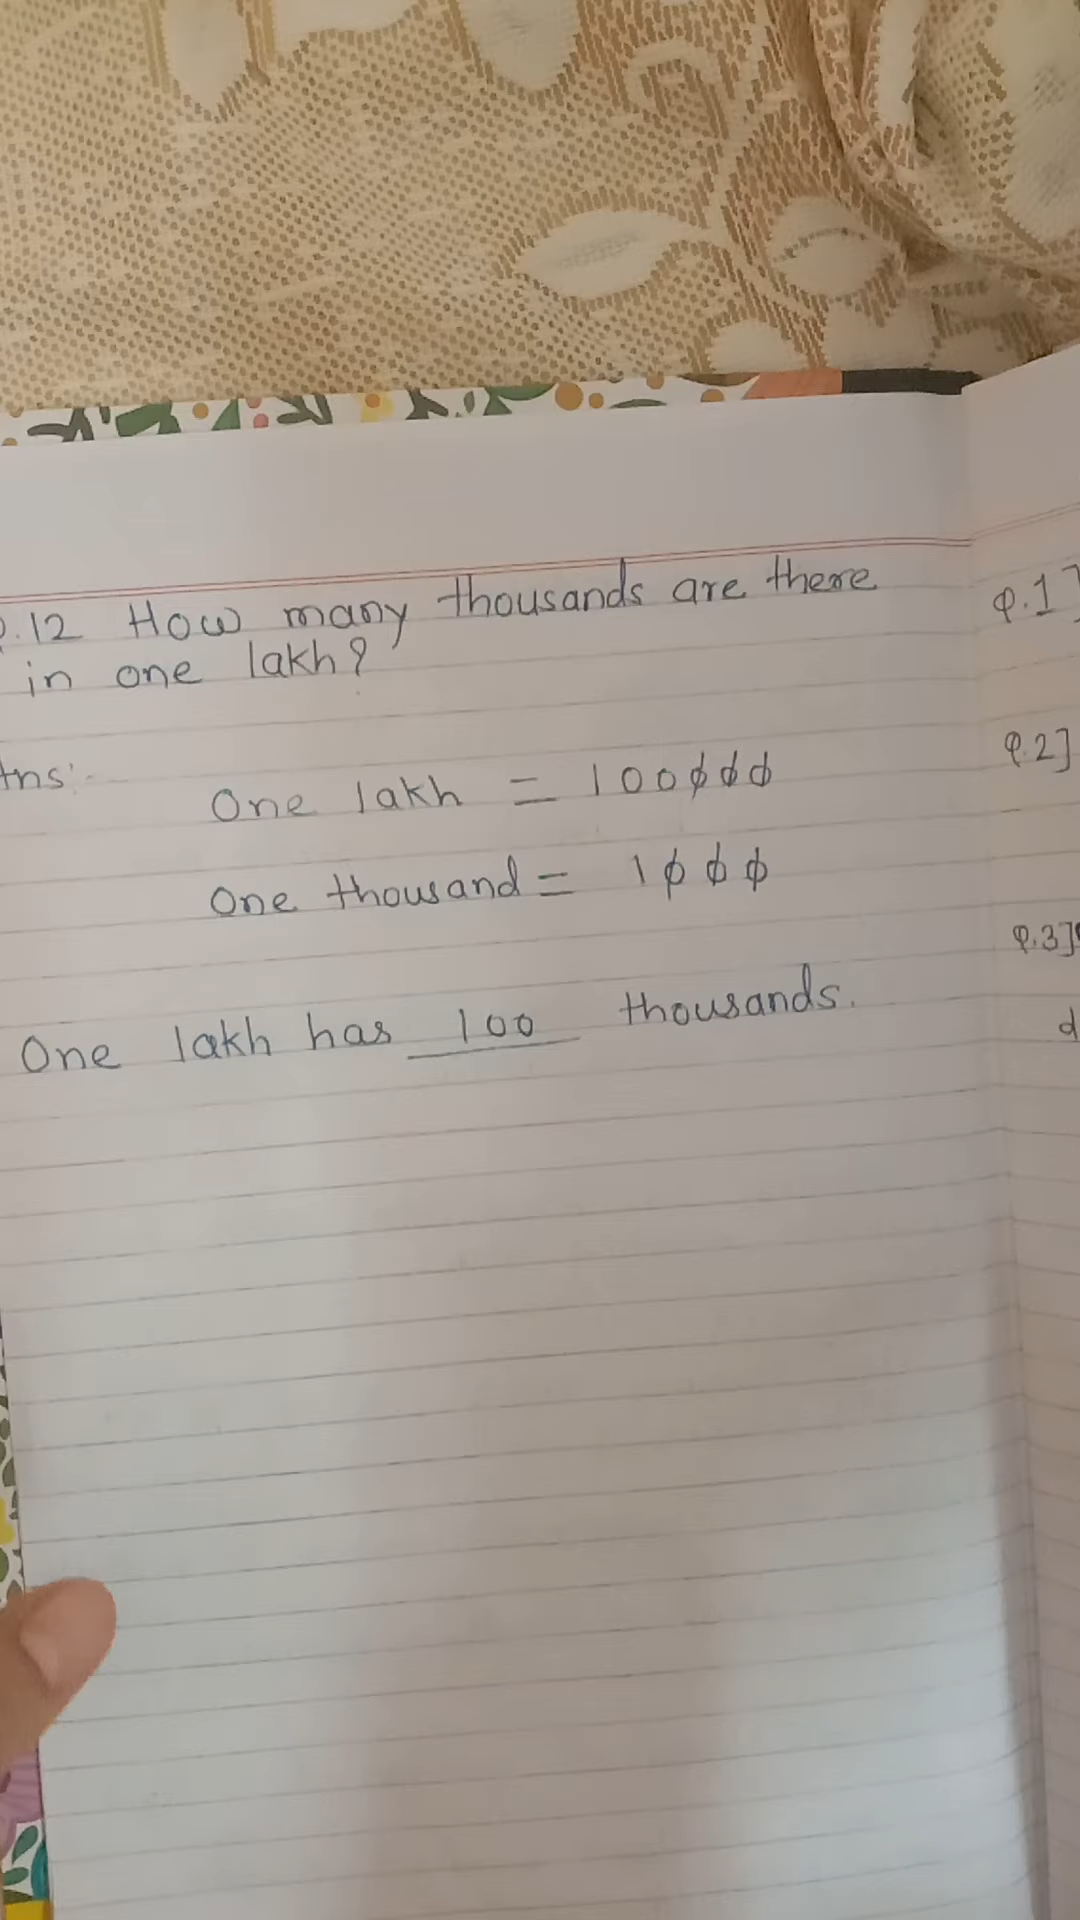 Q.12 How many thousands are there
in one lakh?
Ans:-
One lakh = 100000
One thousand = 1000
One lakh has 100 thousands.
Q.1]
Q.2]
Q.3]
d